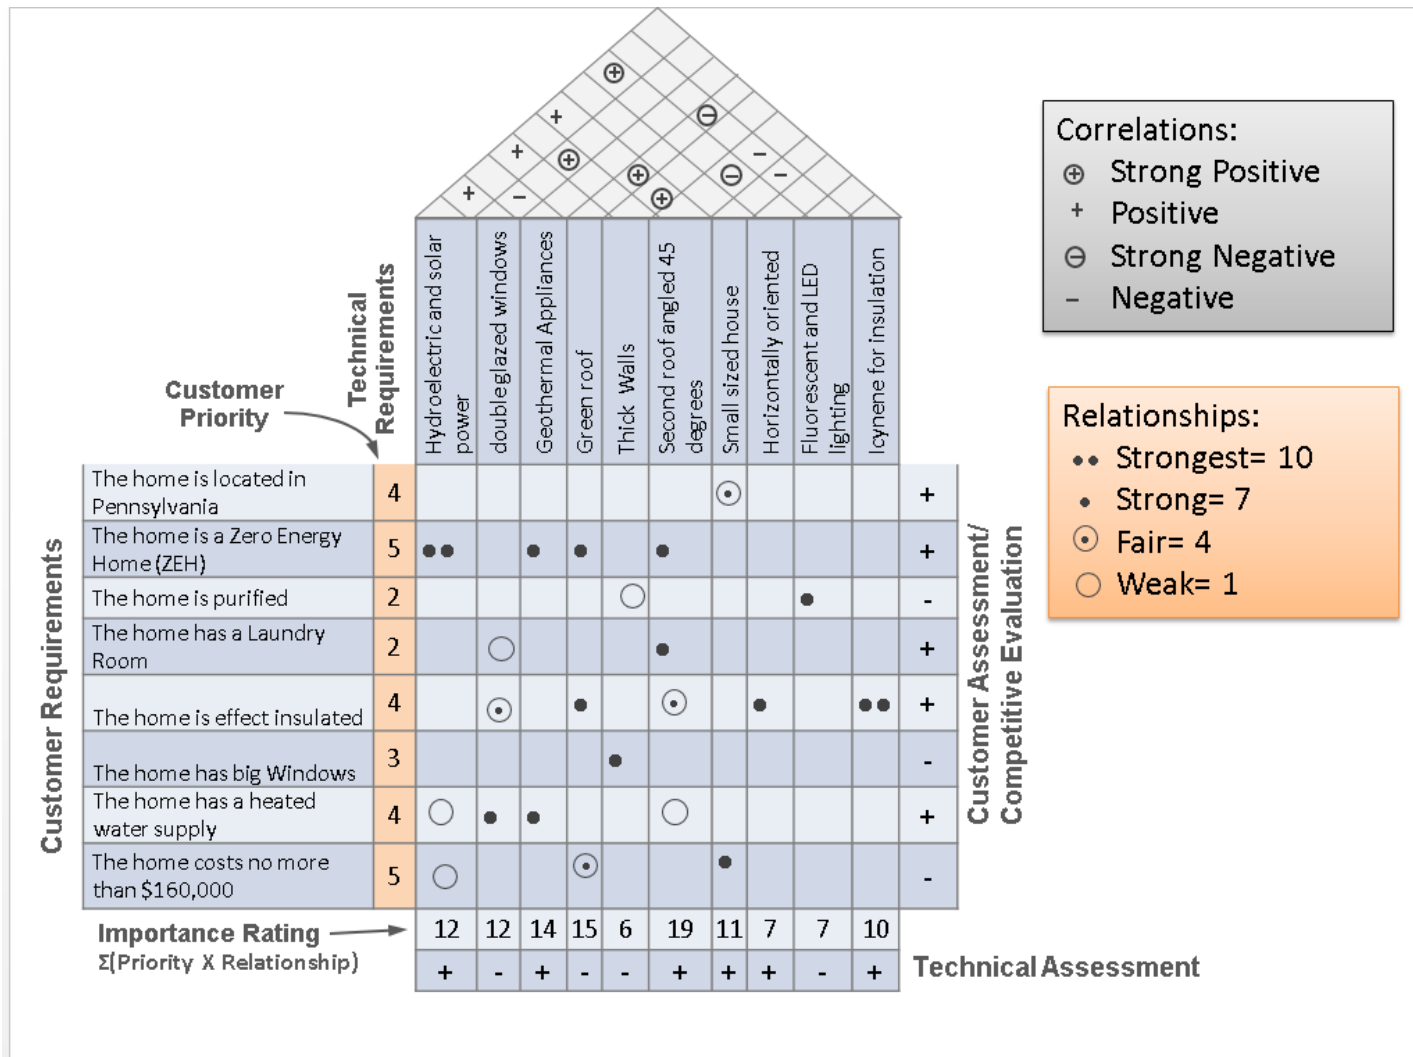 Correlations:
⊕ Strong Positive
+ Positive
⊖ Strong Negative
− Negative
Relationships:
•• Strongest= 10
• Strong= 7
Fair= 4
Weak= 1
Customer
Priority
Technical
Requirements
Hydroelectric and solar
power
doubleglazed windows
Geothermal Appliances
Green roof
Thick Walls
Second roof angled 45
degrees
Small sized house
Horizontally oriented
Fluorescent and LED
lighting
Icynene for insulation
Customer Requirements
The home is located in
Pennsylvania
4
+
The home is a Zero Energy
Home (ZEH)
5
+
The home is purified
2
-
The home has a Laundry
Room
2
+
The home is effect insulated
4
+
The home has big Windows
3
-
The home has a heated
water supply
4
+
The home costs no more
than $160,000
5
-
Customer Assessment/
Competitive Evaluation
Importance Rating
Σ(Priority X Relationship)
12 12 14 15 6 19 11 7 7 10
+ - + - - + + + - +
Technical Assessment